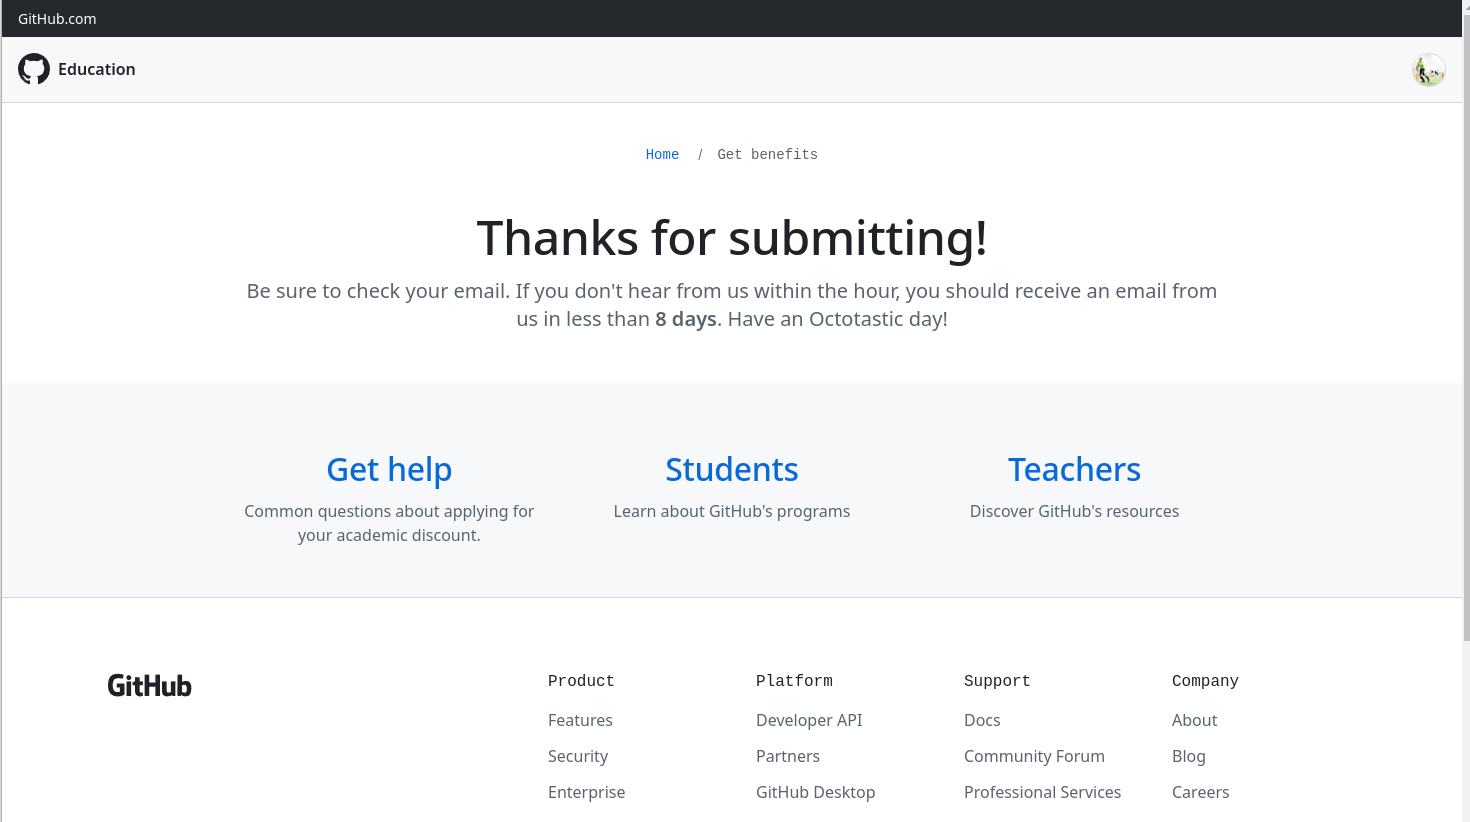 GitHub.com
Education
Home / Get benefits
Thanks for submitting!
Be sure to check your email. If you don't hear from us within the hour, you should receive an email from
us in less than 8 days. Have an Octotastic day!
Get help
Common questions about applying for
your academic discount.
Students
Learn about GitHub's programs
Teachers
Discover GitHub's resources
GitHub
Product
Features
Security
Enterprise
Platform
Developer API
Partners
GitHub Desktop
Support
Docs
Community Forum
Professional Services
Company
About
Blog
Careers